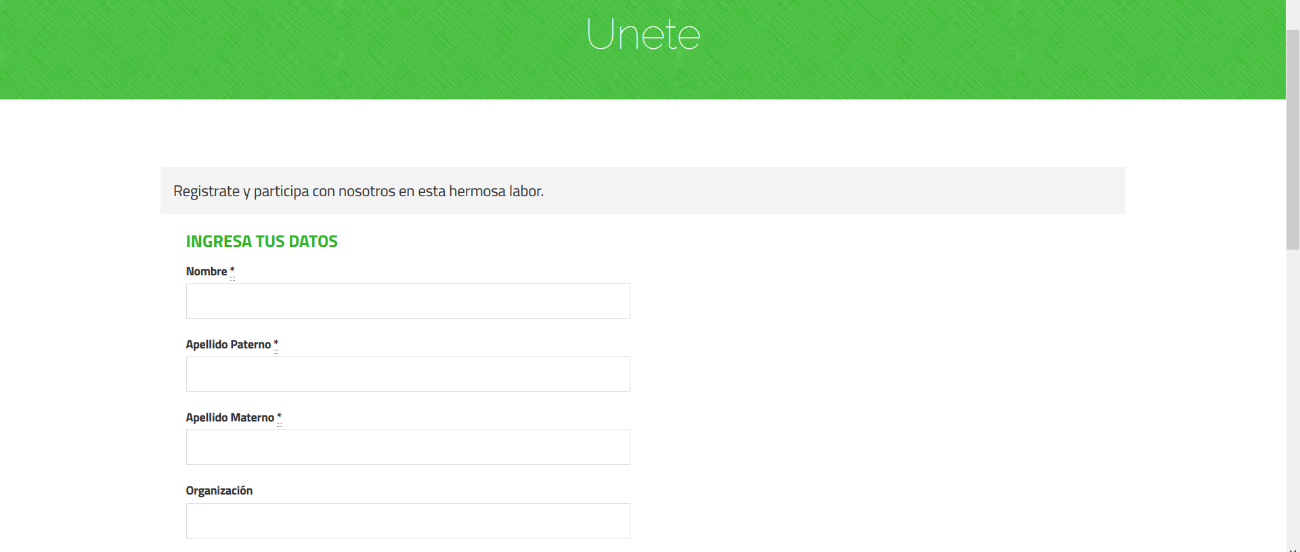 Unete
Registrate y participa con nosotros en esta hermosa labor.
INGRESA TUS DATOS
Nombre *
Apellido Paterno *
Apellido Materno *
Organización